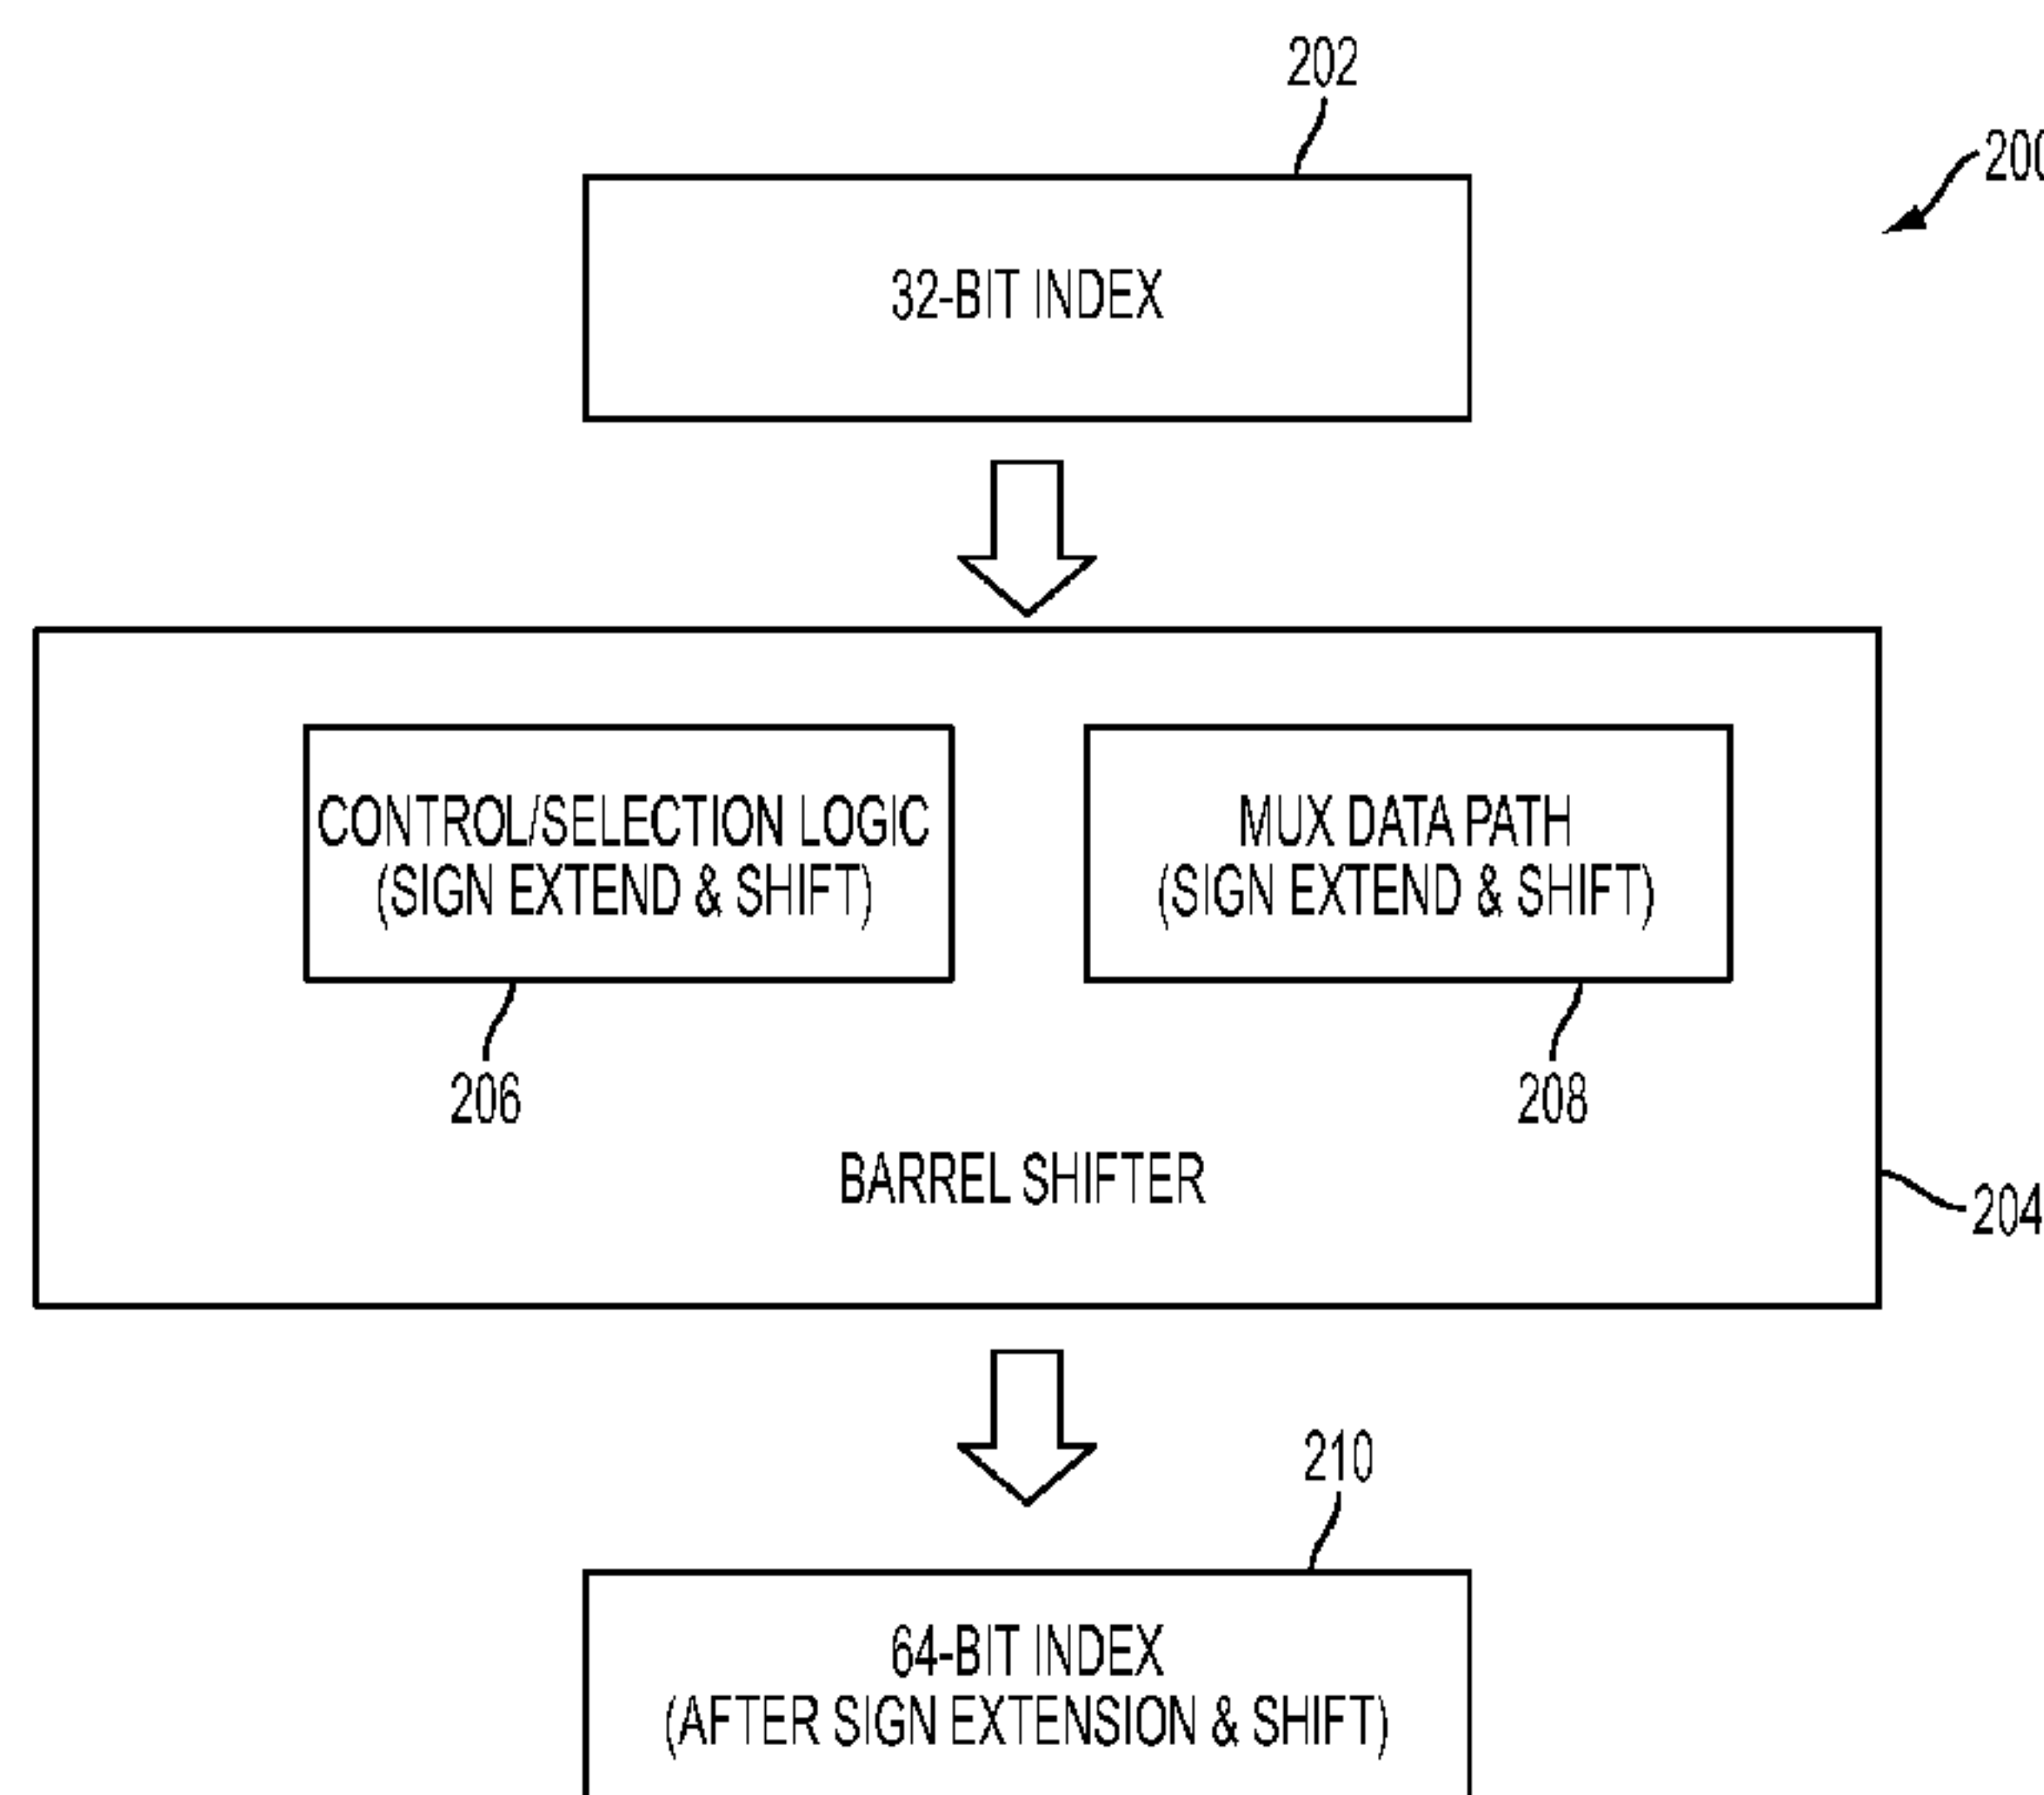 202
200
32-BIT INDEX
CONTROL/SELECTION LOGIC
(SIGN EXTEND & SHIFT)
MUX DATA PATH
(SIGN EXTEND & SHIFT)
206
208
BARREL SHIFTER
204
210
64-BIT INDEX
(AFTER SIGN EXTENSION & SHIFT)